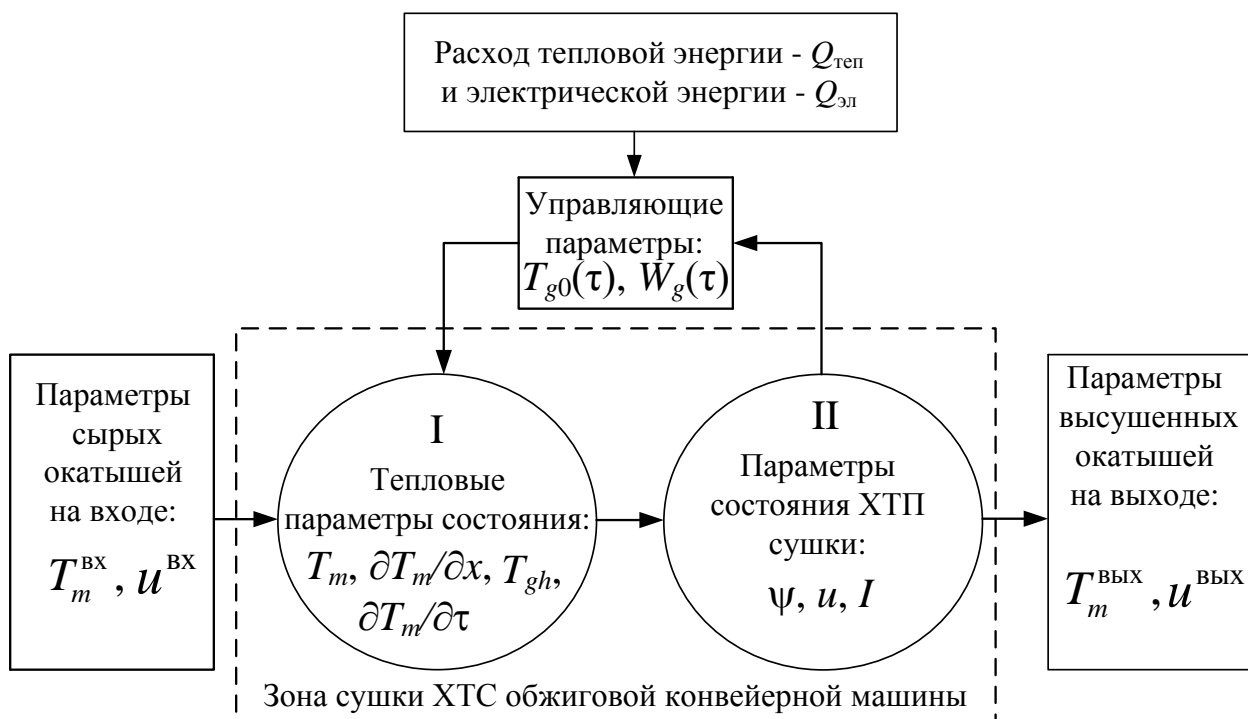 Расход тепловой энергии - Qтеп
и электрической энергии - Qэл
Управляющие
параметры:
Tg0(τ), Wg(τ)
Параметры
сырых
окатышей
на входе:
Tmвх, uвх
I
Тепловые
параметры состояния:
Tm, ∂Tm/∂x, Tgh,
∂Tm/∂τ
II
Параметры
состояния ХТП
сушки:
ψ, u, I
Параметры
высушенных
окатышей
на выходе:
Tmвых, uвых
Зона сушки ХТС обжиговой конвейерной машины